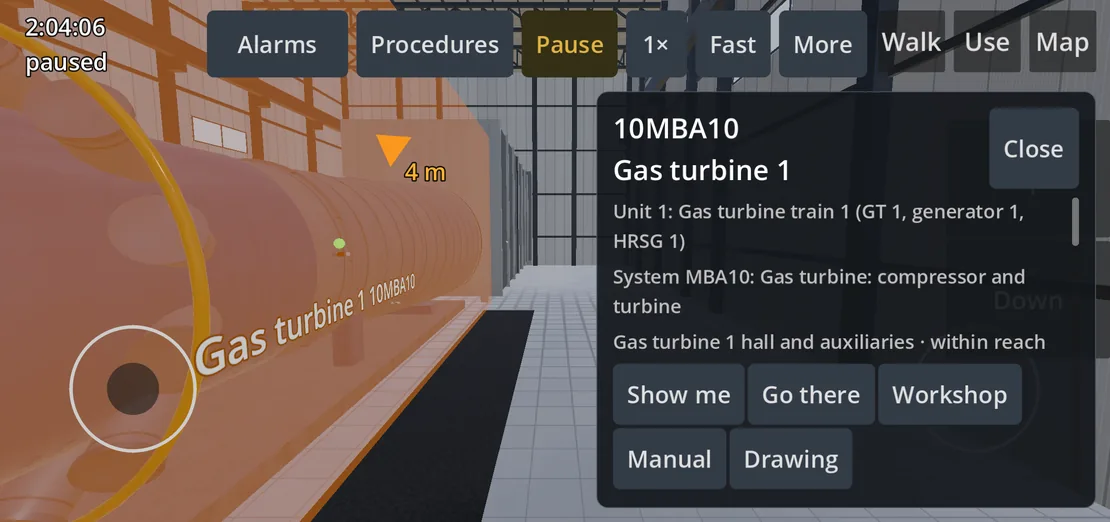 2:04:06
paused
Alarms
Procedures
Pause
1×
Fast
More
Walk
Use
Map
10MBA10
Gas turbine 1
Close
Unit 1: Gas turbine train 1 (GT 1, generator 1,
HRSG 1)
System MBA10: Gas turbine: compressor and
turbine
Gas turbine 1 hall and auxiliaries · within reach
Down
Show me
Go there
Workshop
Manual
Drawing
4 m
Gas turbine 1 10MBA10